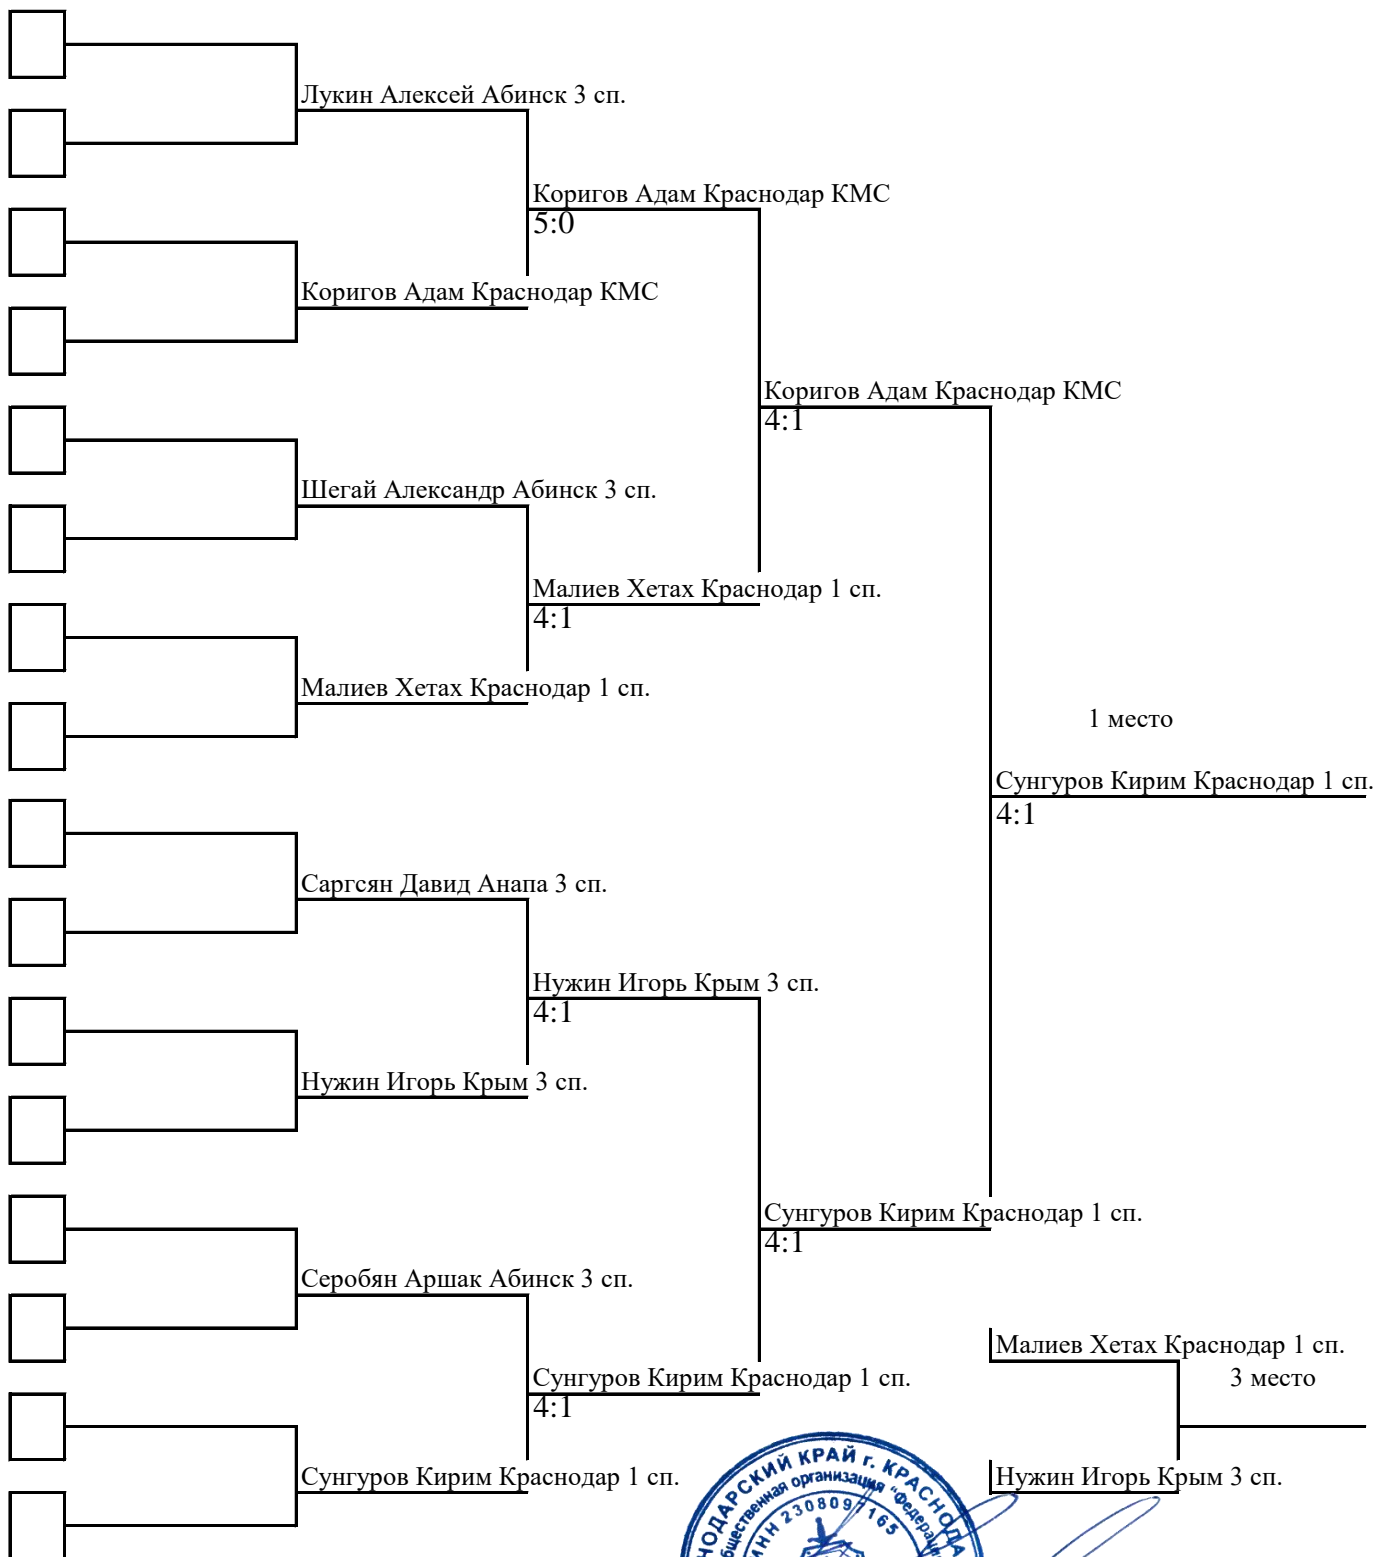 Лукин Алексей Абинск 3 сп.
Коригов Адам Краснодар КМС
5:0
Коригов Адам Краснодар КМС
Коригов Адам Краснодар КМС
4:1
Шегай Александр Абинск 3 сп.
Малиев Хетах Краснодар 1 сп.
4:1
Малиев Хетах Краснодар 1 сп.
1 место
Сунгуров Кирим Краснодар 1 сп.
4:1
Саргсян Давид Анапа 3 сп.
Нужин Игорь Крым 3 сп.
4:1
Нужин Игорь Крым 3 сп.
Сунгуров Кирим Краснодар 1 сп.
4:1
Серобян Аршак Абинск 3 сп.
Малиев Хетах Краснодар 1 сп.
3 место
Сунгуров Кирим Краснодар 1 сп.
4:1
Сунгуров Кирим Краснодар 1 сп.
Нужин Игорь Крым 3 сп.
КРАЙ г.
организация
ИНН 2308097165